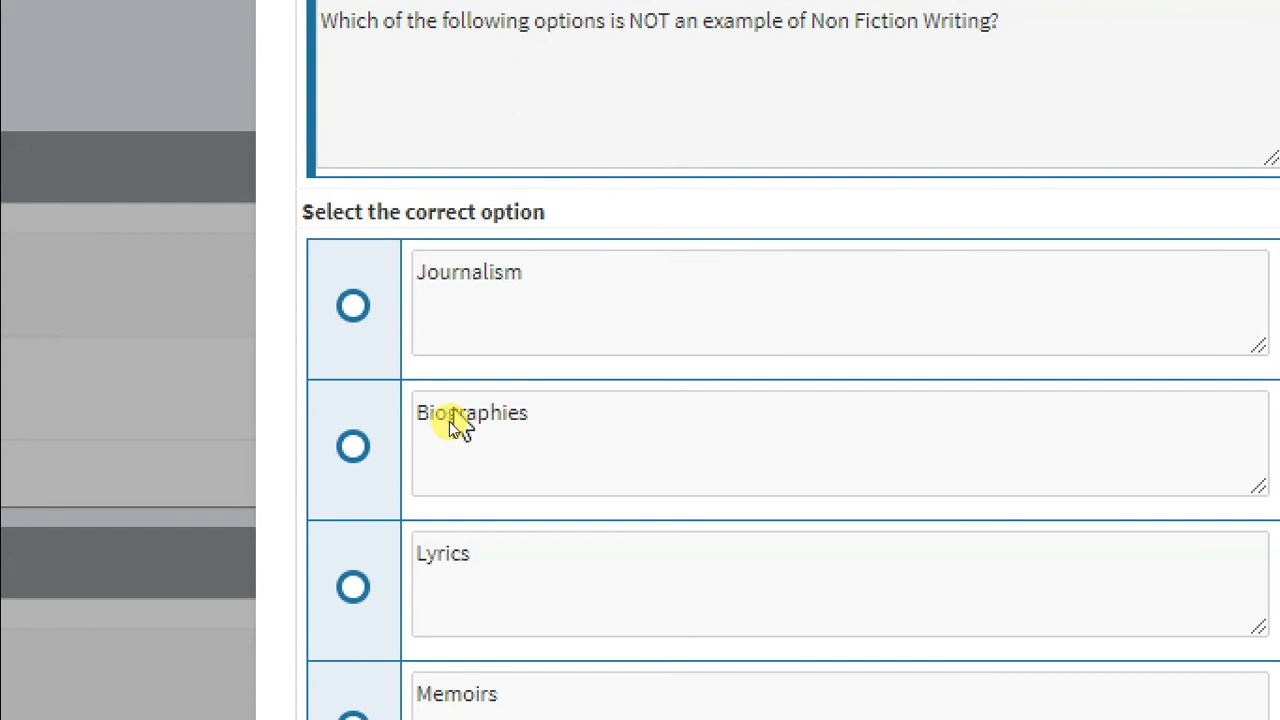 Which of the following options is NOT an example of Non Fiction Writing?
Select the correct option
Journalism
Biographies
Lyrics
Memoirs